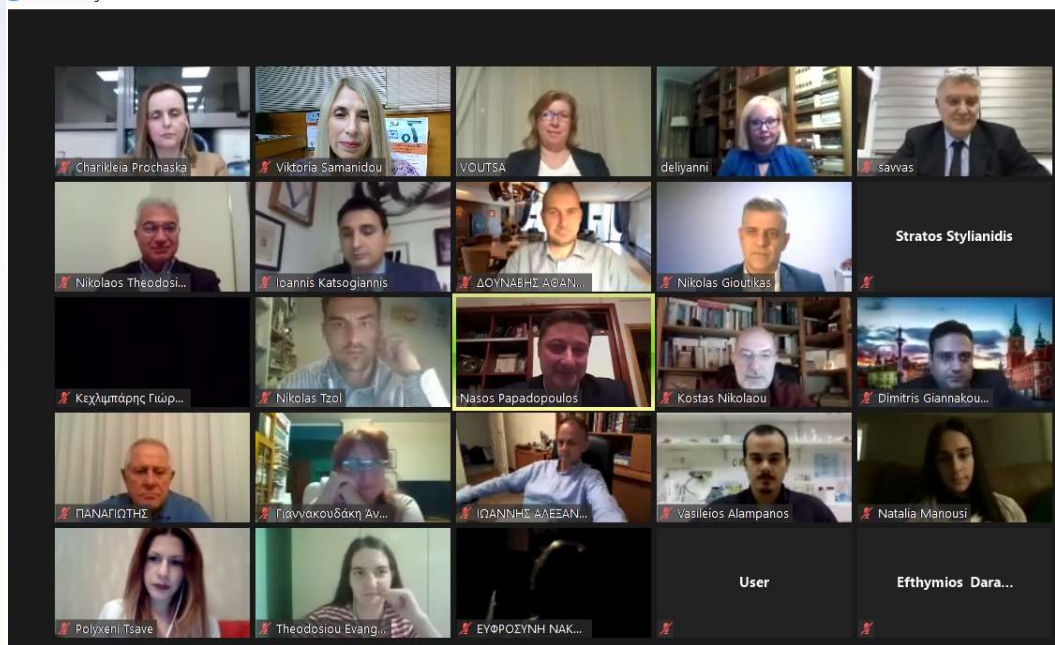 Charikleia Prochaska
Viktoria Samanidou
VOUTSA
deliyanni
savvas
Nikolaos Theodosi...
Ioannis Katsogiannis
ΔΟΥΝΑΒΗΣ ΑΘΑΝ...
Nikolas Gioutikas
Stratos Stylianidis
Κεχλιμπάρης Γιώρ...
Nikolas Tzol
Nasos Papadopoulos
Kostas Nikolaou
Dimitris Giannakou...
ΠΑΝΑΓΙΩΤΗΣ
Γιαννακουδάκη Άν...
ΙΩΑΝΝΗΣ ΑΛΕΞΑΝ...
Vasileios Alampanos
Natalia Manousi
Polyxeni Tsave
Theodosiou Evang...
ΕΥΦΡΟΣΥΝΗ ΝΑΚ...
User
Efthymios Dara...